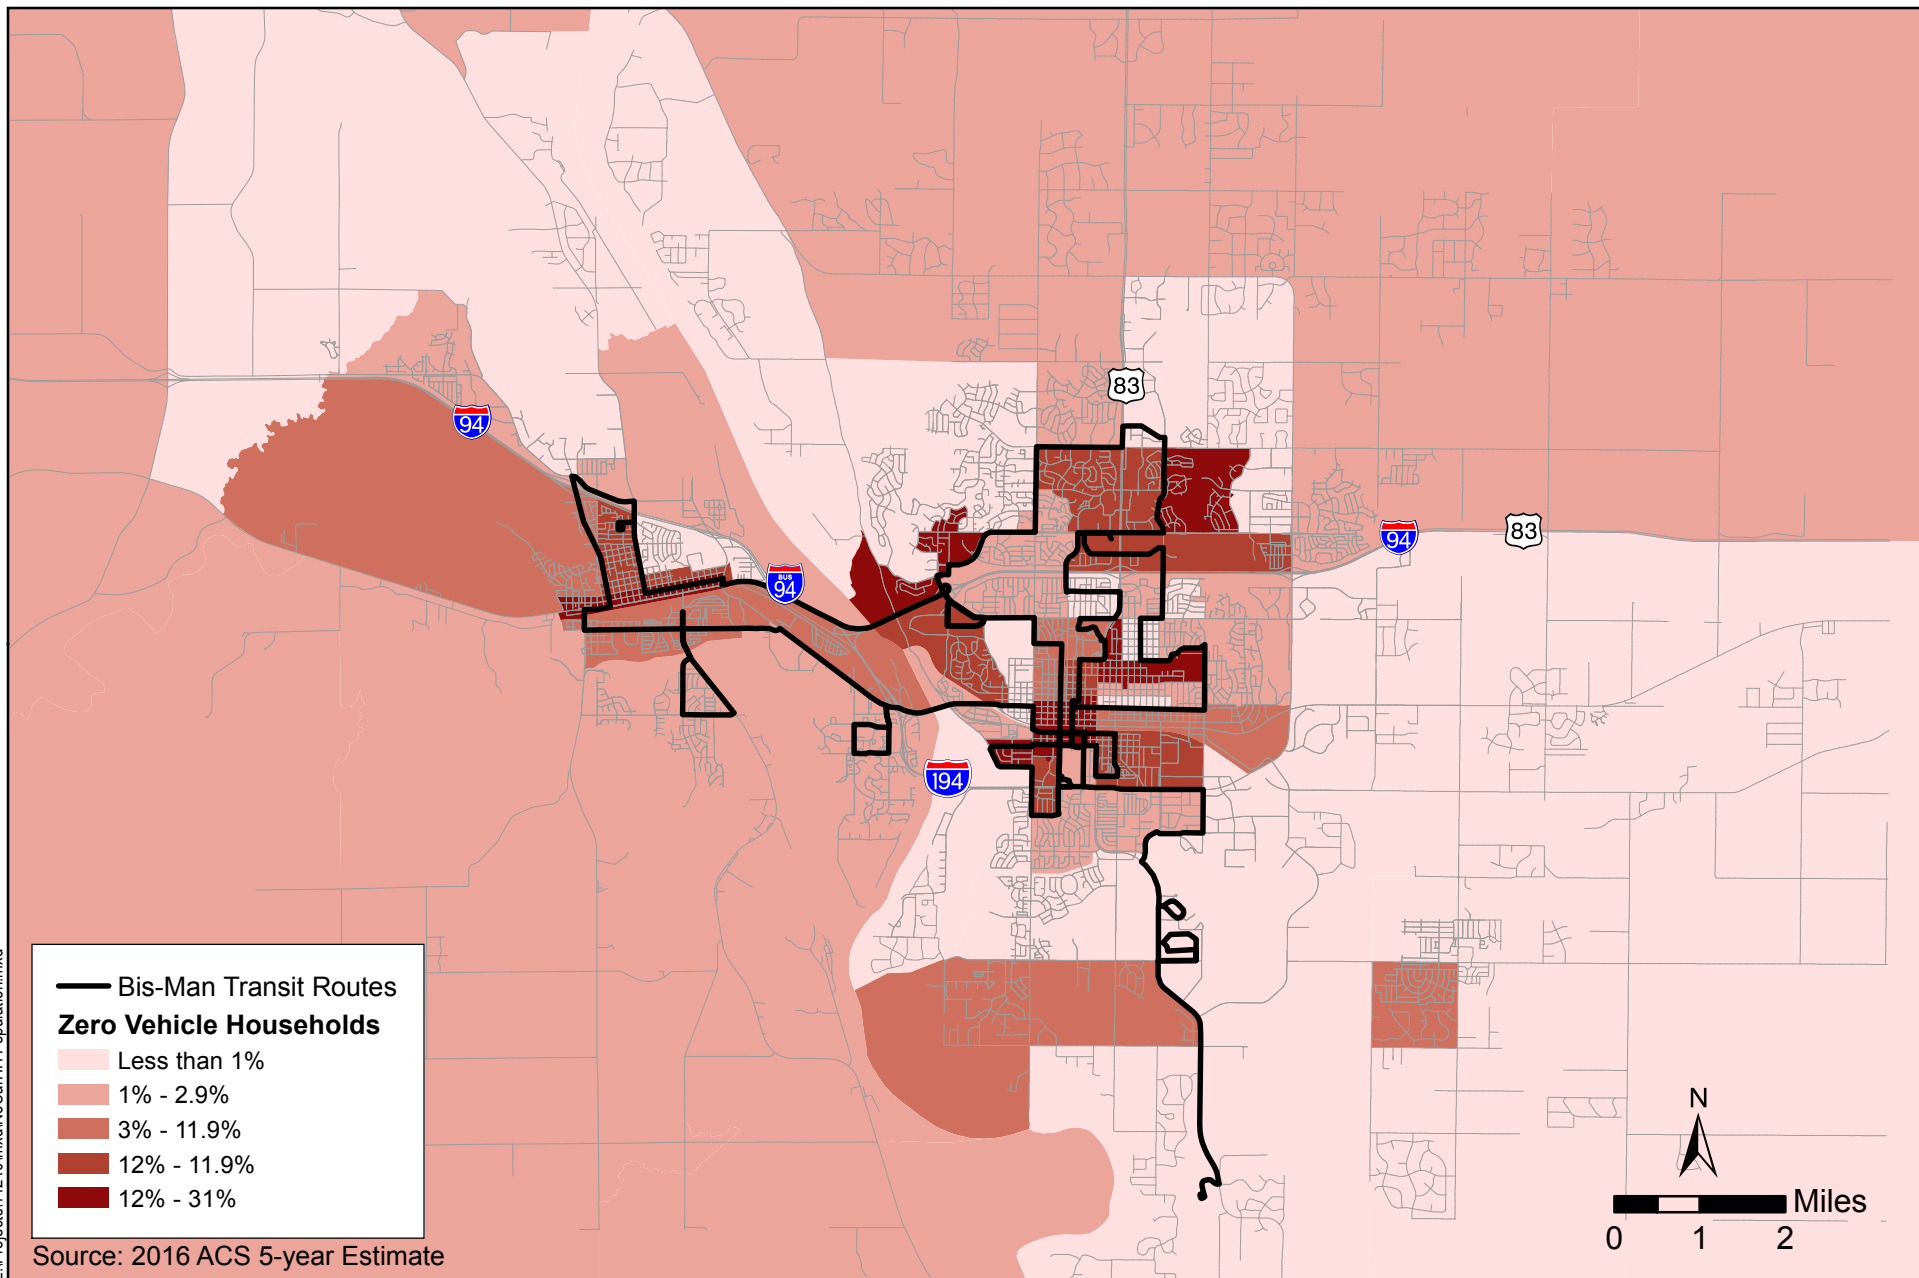 83
94
94
83
BUS
94
194
Bis-Man Transit Routes
Zero Vehicle Households
Less than 1%
1% - 2.9%
3% - 11.9%
12% - 11.9%
12% - 31%
Source: 2016 ACS 5-year Estimate
N
Miles
0 1 2